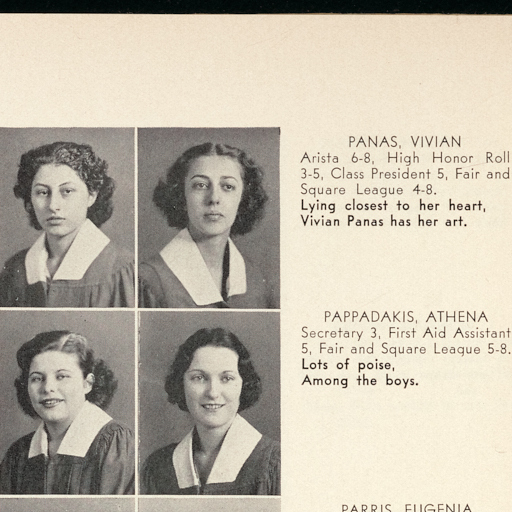 PANAS, VIVIAN
Arista 6-8, High Honor Roll
3-5, Class President 5, Fair and
Square League 4-8.
Lying closest to her heart,
Vivian Panas has her art.
PAPPADAKIS, ATHENA
Secretary 3, First Aid Assistant
5, Fair and Square League 5-8.
Lots of poise,
Among the boys.
PARRIS, EUGENIA